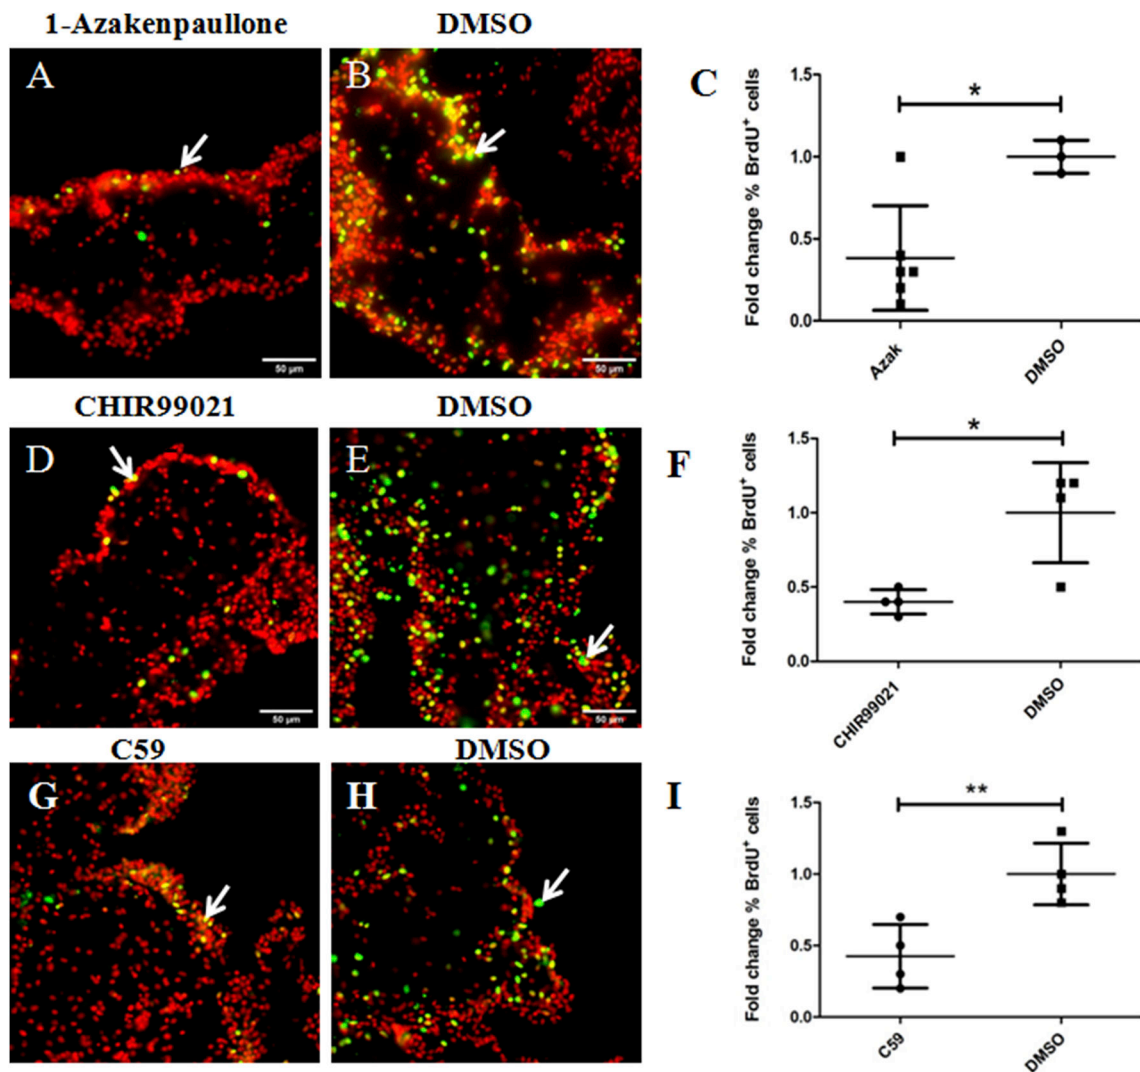 1-Azakenpaullone
DMSO
A
B
50 µm
50 µm
C
Fold change % BrdU⁺ cells
1.5
1.0
0.5
0.0
*
Azak
DMSO
CHIR99021
DMSO
D
E
50 µm
50 µm
F
Fold change % BrdU⁺ cells
1.5
1.0
0.5
0.0
*
CHIR99021
DMSO
C59
DMSO
G
H
I
Fold change % BrdU⁺ cells
1.5
1.0
0.5
0.0
**
C59
DMSO